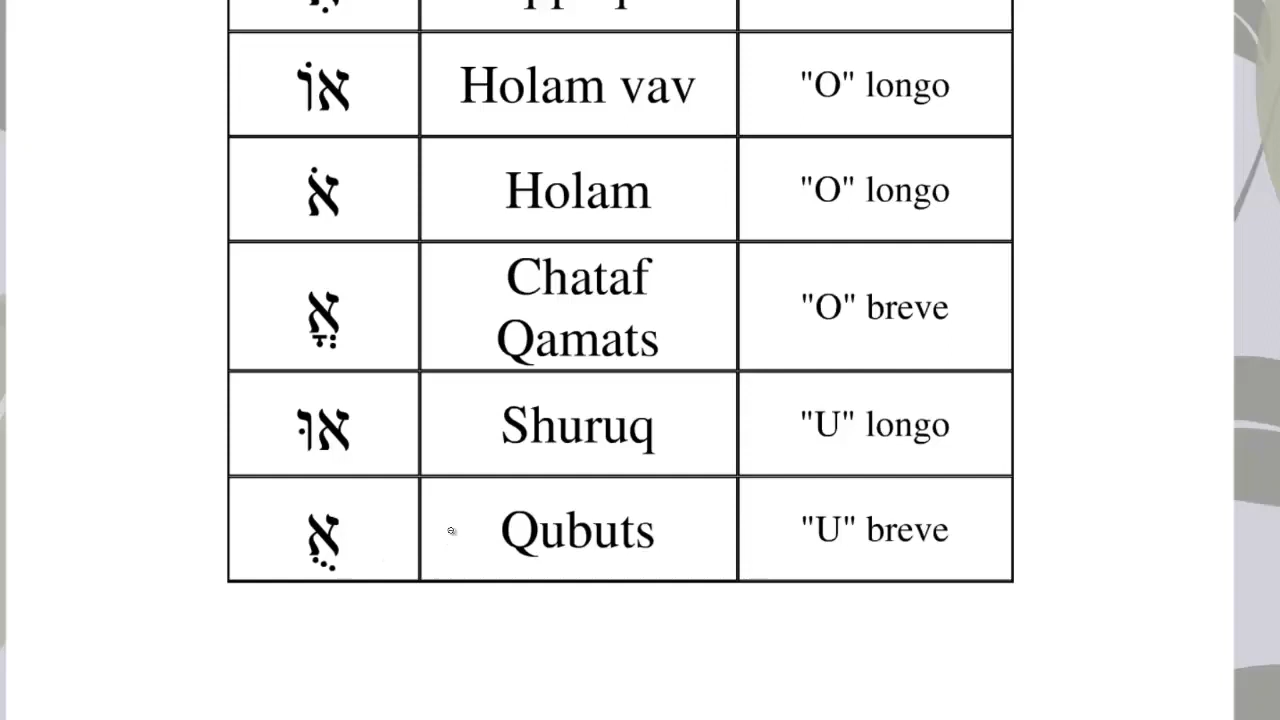 אוֹ Holam vav "O" longo
אֹ Holam "O" longo
Chataf
אֳ Qamats "O" breve
אוּ Shuruq "U" longo
אֻ Qubuts "U" breve